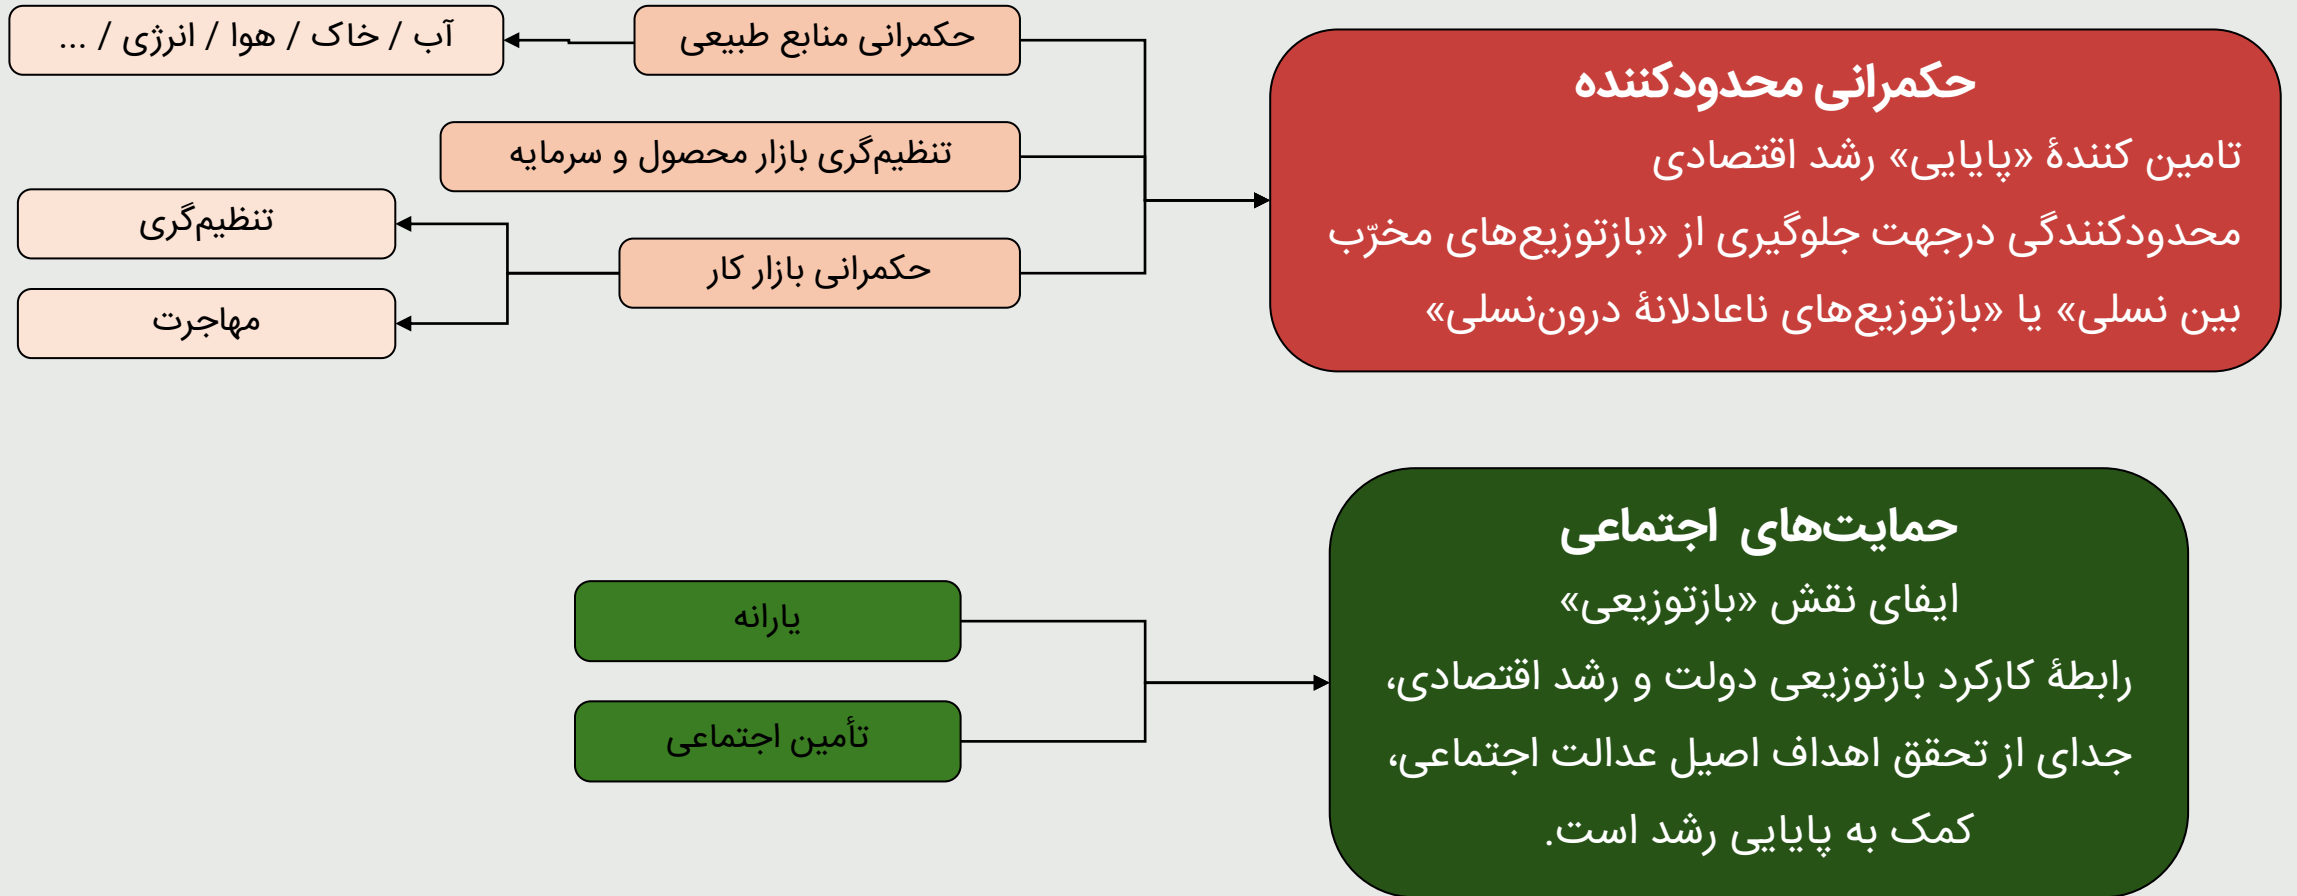 حکمرانی محدودکننده
تامین کنندهٔ «پایایی» رشد اقتصادی
محدودکنندگی درجهت جلوگیری از «بازتوزیع‌های مخرّب
بین نسلی» یا «بازتوزیع‌های ناعادلانهٔ درون‌نسلی»
حکمرانی منابع طبیعی
آب / خاک / هوا / انرژی / ...
تنظیم‌گری بازار محصول و سرمایه
حکمرانی بازار کار
تنظیم‌گری
مهاجرت
حمایت‌های اجتماعی
ایفای نقش «بازتوزیعی»
رابطهٔ کارکرد بازتوزیعی دولت و رشد اقتصادی،
جدای از تحقق اهداف اصیل عدالت اجتماعی،
کمک به پایایی رشد است.
یارانه
تأمین اجتماعی